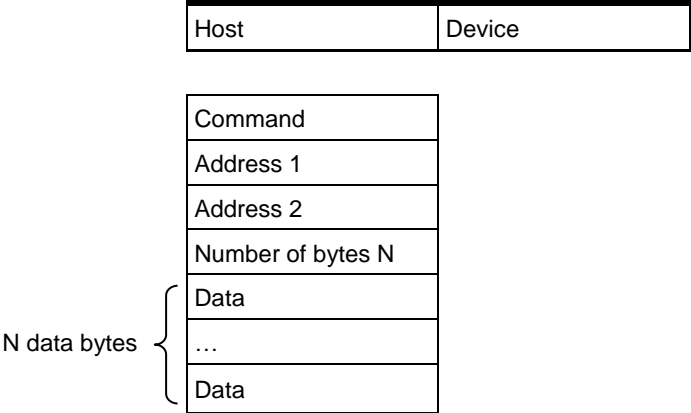 Host Device
Command
Address 1
Address 2
Number of bytes N
Data
N data bytes …
Data